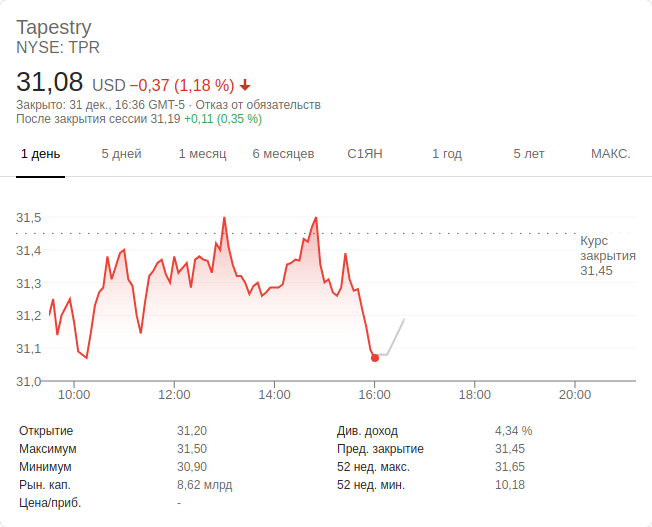 Tapestry
NYSE: TPR
31,08 USD −0,37 (1,18 %)
Закрыто: 31 дек., 16:36 GMT-5 · Отказ от обязательств
После закрытия сессии 31,19 +0,11 (0,35 %)
1 день 5 дней 1 месяц 6 месяцев С1ЯН 1 год 5 лет МАКС.
31,5
31,4
31,3
31,2
31,1
31,0
Курс
закрытия
31,45
10:00 12:00 14:00 16:00 18:00 20:00
Открытие 31,20 Див. доход 4,34 %
Максимум 31,50 Пред. закрытие 31,45
Минимум 30,90 52 нед. макс. 31,65
Рын. кап. 8,62 млрд 52 нед. мин. 10,18
Цена/приб. -